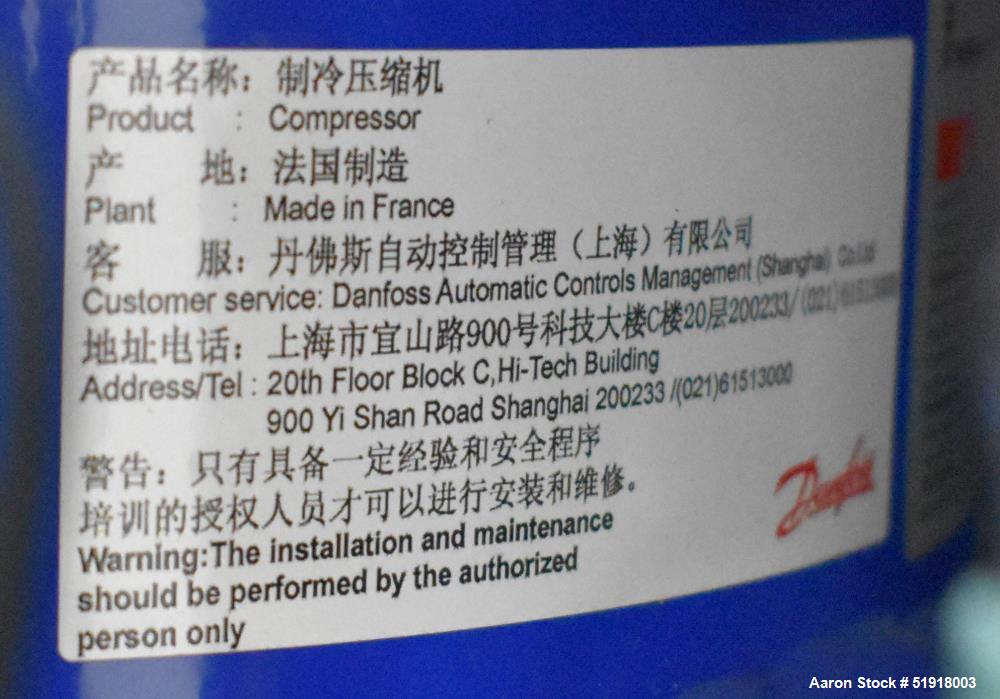 产品名称：制冷压缩机
Product : Compressor
产 地：法国制造
Plant : Made in France
客 服：丹佛斯自动控制管理（上海）有限公司
Customer service: Danfoss Automatic Controls Management (Shanghai) Co.Ltd
地址电话：上海市宜山路900号科技大楼C楼20层200233/ (021)61513000
Address/Tel : 20th Floor Block C,Hi-Tech Building
900 Yi Shan Road Shanghai 200233 /(021)61513000
警告：只有具备一定经验和安全程序
培训的授权人员才可以进行安装和维修。
Warning:The installation and maintenance
should be performed by the authorized
person only
Danfoss
Aaron Stock # 51918003